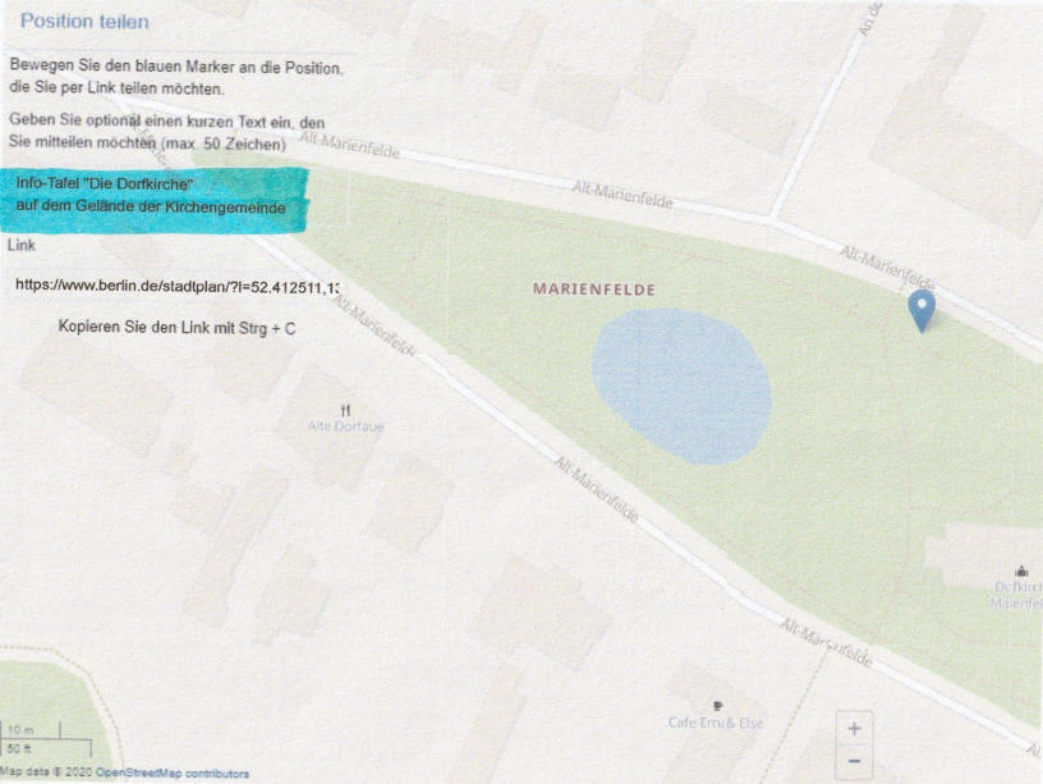 Position teilen
Bewegen Sie den blauen Marker an die Position,
die Sie per Link teilen möchten.
Geben Sie optional einen kurzen Text ein, den
Sie mitteilen möchten (max. 50 Zeichen)
Info-Tafel "Die Dorfkirche"
auf dem Gelände der Kirchengemeinde
Link
https://www.berlin.de/stadtplan/?l=52.412511,13
Kopieren Sie den Link mit Strg + C
An de
Alt-Marienfelde
Alt-Marienfelde
Alt-Marienfelde
MARIENFELDE
Alt-Marienfelde
Alte Dorfaue
Alt-Marienfelde
Alt-Marienfelde
Cafe Erna & Else
+
−
10 m
50 ft
Map data © 2020 OpenStreetMap contributors